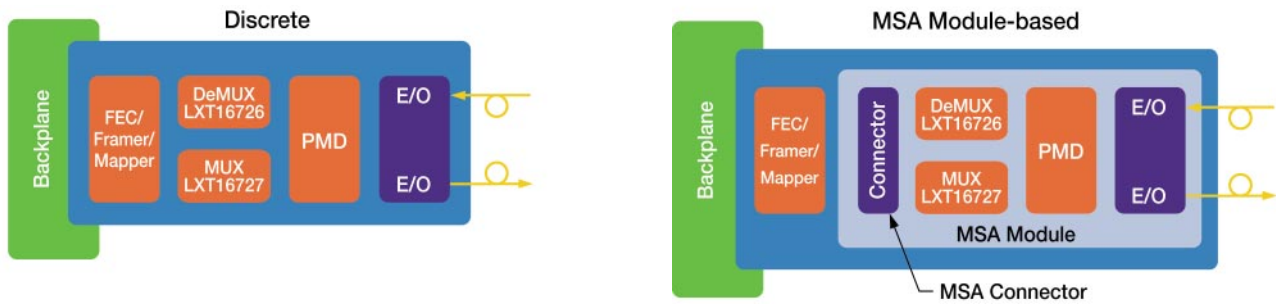 Discrete
Backplane
FEC/
Framer/
Mapper
DeMUX
LXT16726
MUX
LXT16727
PMD
E/O
E/O
MSA Module-based
Backplane
FEC/
Framer/
Mapper
Connector
DeMUX
LXT16726
MUX
LXT16727
PMD
E/O
E/O
MSA Module
MSA Connector